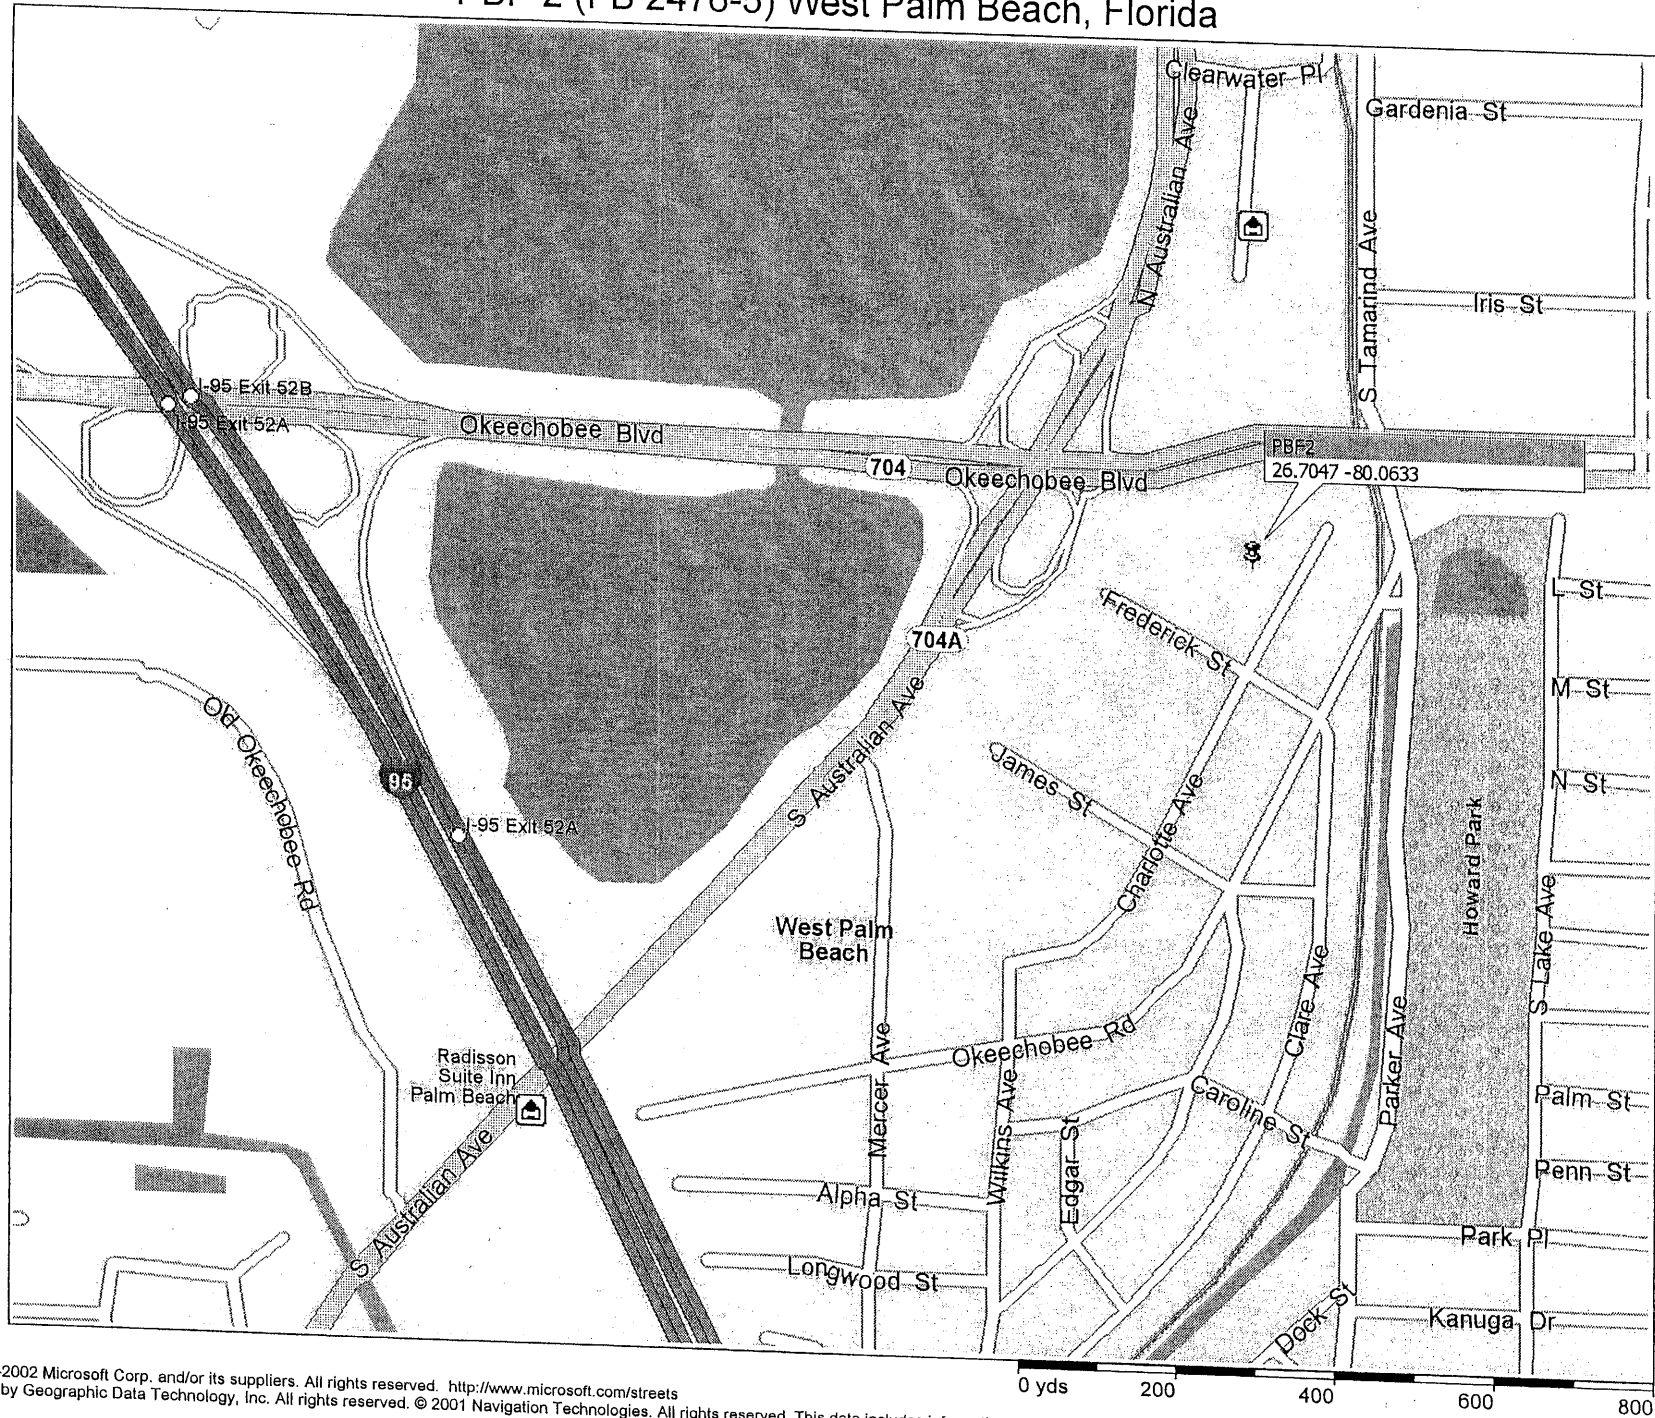 (PB 2476-5) West Palm Beach, Florida
Clearwater Pl
Gardenia St
N Australian Ave
S Tamarind Ave
Iris St
I-95 Exit 52B
I-95 Exit 52A
Okeechobee Blvd
704
Okeechobee Blvd
PBF2
26.7047 -80.0633
L St
Frederick St
704A
M St
Old Okeechobee Rd
S Australian Ave
James St
N St
95
I-95 Exit 52A
Charlotte Ave
Howard Park
West Palm
Beach
S Lake Ave
Clare Ave
Parker Ave
Okeechobee Rd
Mercer Ave
Radisson
Suite Inn
Palm Beach
Wilkins Ave
Edgar St
Caroline St
Palm St
Penn St
Alpha St
S Australian Ave
Park Pl
Longwood St
Dock St
Kanuga Dr
0 yds 200 400 600 800
-2002 Microsoft Corp. and/or its suppliers. All rights reserved. http://www.microsoft.com/streets
by Geographic Data Technology, Inc. All rights reserved. © 2001 Navigation Technologies. All rights reserved. This data includes